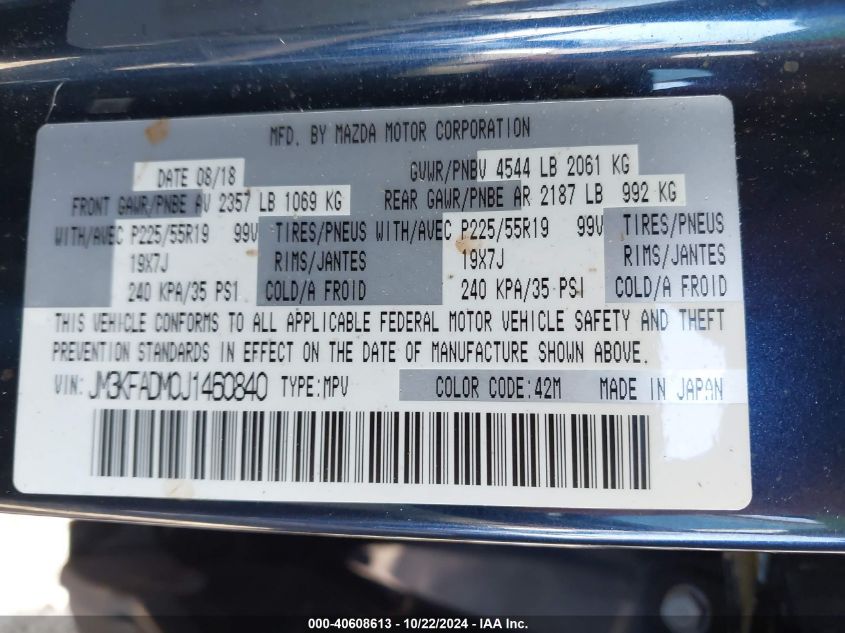 MFD. BY MAZDA MOTOR CORPORATION
DATE 08/18 GVWR/PNBV 4544 LB 2061 KG
FRONT GAWR/PNBE AV 2357 LB 1069 KG REAR GAWR/PNBE AR 2187 LB 992 KG
WITH/AVEC P225/55R19 99V TIRES/PNEUS WITH/AVEC P225/55R19 99V TIRES/PNEUS
19X7J RIMS/JANTES 19X7J RIMS/JANTES
240 KPA/35 PSI COLD/A FROID 240 KPA/35 PSI COLD/A FROID
THIS VEHICLE CONFORMS TO ALL APPLICABLE FEDERAL MOTOR VEHICLE SAFETY AND THEFT
PREVENTION STANDARDS IN EFFECT ON THE DATE OF MANUFACTURE SHOWN ABOVE.
VIN: JM3KFADM0J1460840 TYPE:MPV COLOR CODE:42M MADE IN JAPAN
000-40608613 - 10/22/2024 - IAAI.com